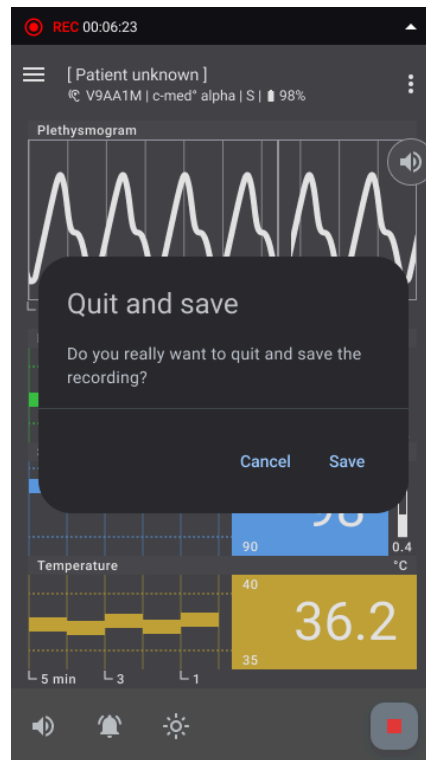 REC 00:06:23
[ Patient unknown ]
V9AA1M | c-med° alpha | S | 98%
Plethysmogram
Quit and save
Do you really want to quit and save the
recording?
Cancel Save
98
90 0.4
Temperature °C
40
36.2
35
5 min 3 1